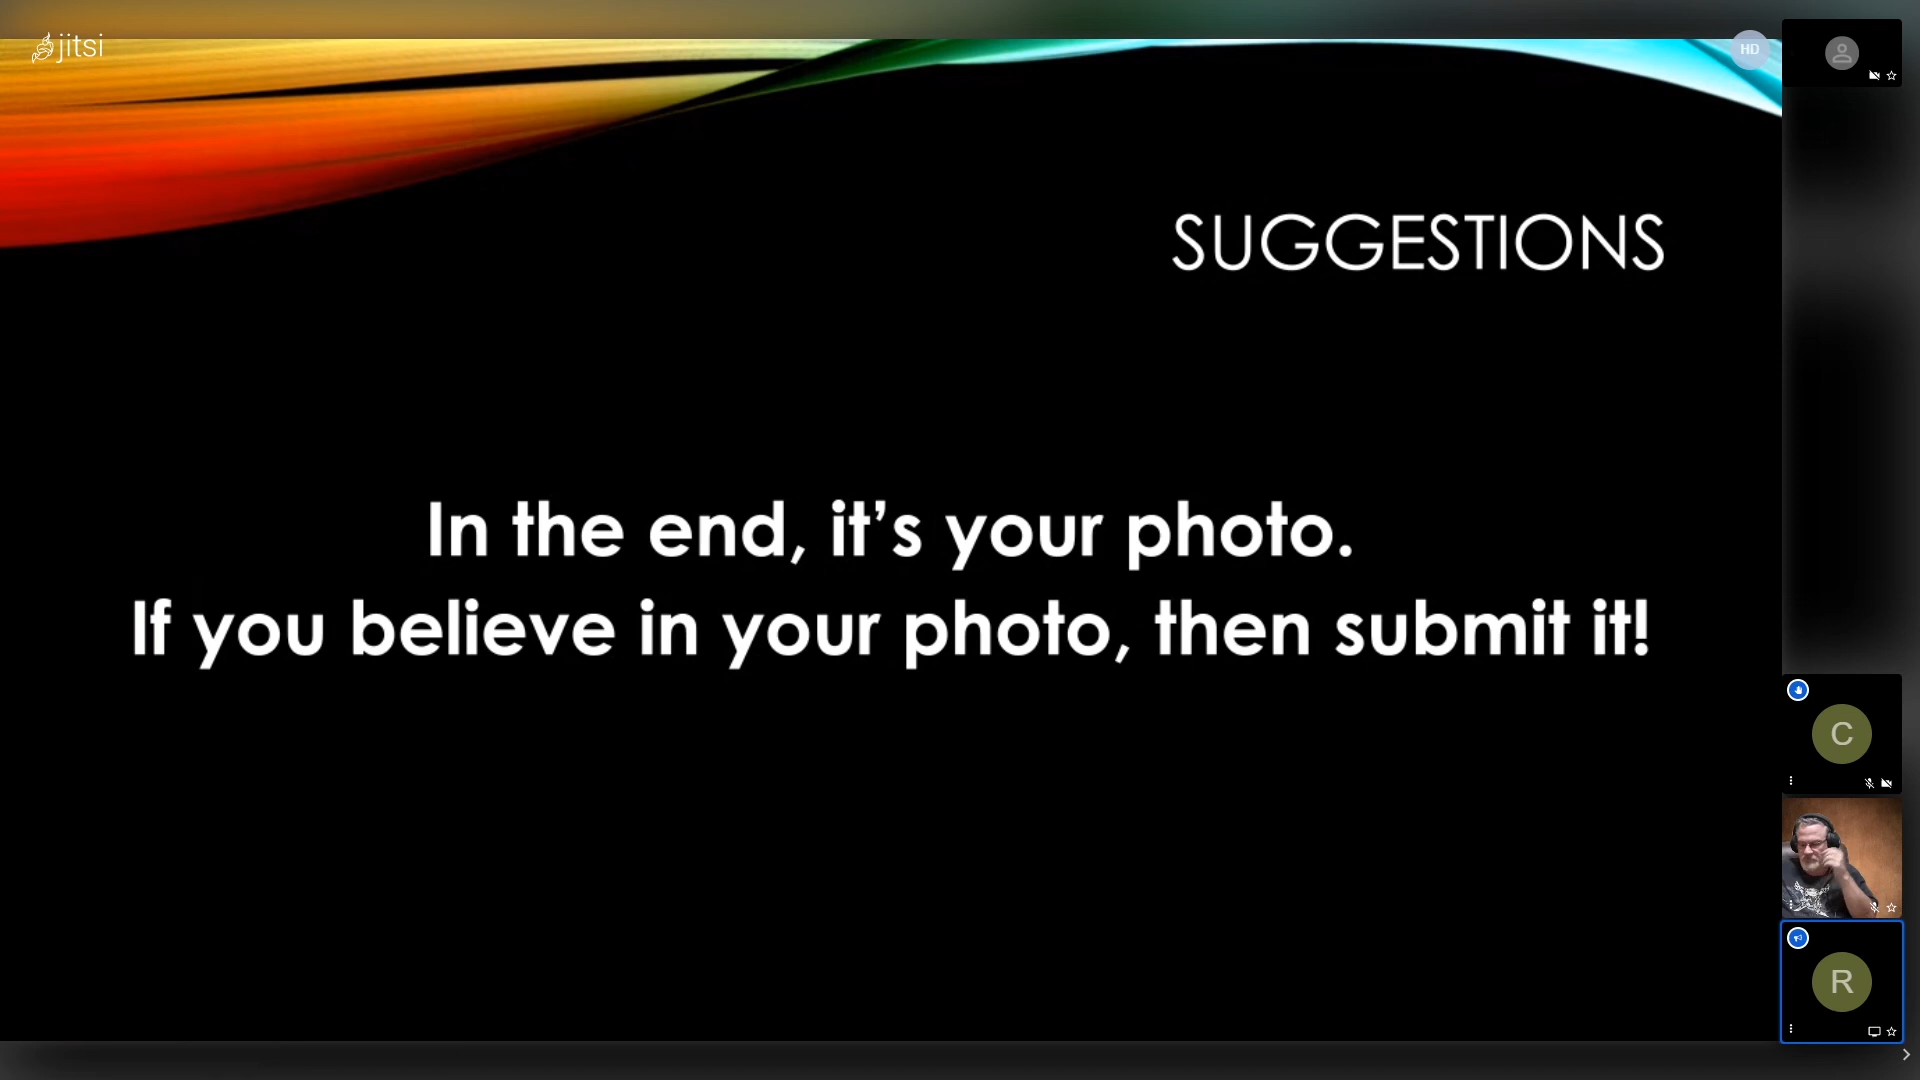 jitsi
HD
SUGGESTIONS
In the end, it’s your photo.
If you believe in your photo, then submit it!
C
R